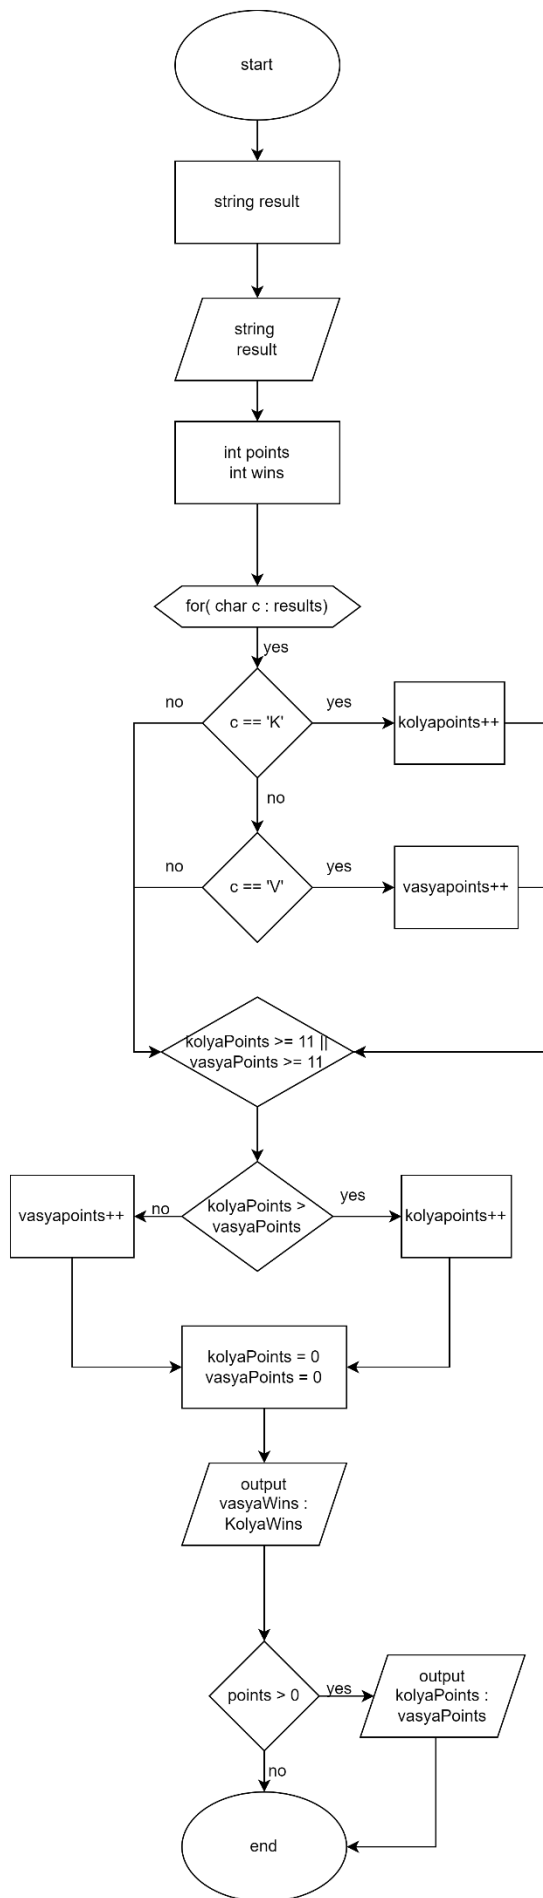 start
string result
string
result
int points
int wins
for( char c : results)
yes
no
c == 'K'
yes
kolyapoints++
no
no
c == 'V'
yes
vasyapoints++
kolyaPoints >= 11 ||
vasyaPoints >= 11
vasyapoints++
no
kolyaPoints >
vasyaPoints
yes
kolyapoints++
kolyaPoints = 0
vasyaPoints = 0
output
vasyaWins :
KolyaWins
points > 0
yes
output
kolyaPoints :
vasyaPoints
no
end